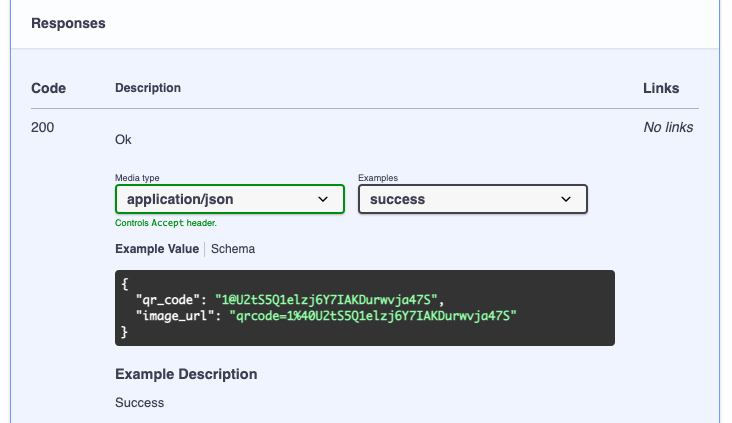 Responses
Code Description Links
200 Ok No links
Media type Examples
application/json success
Controls Accept header.
Example Value Schema
{
"qr_code": "1@U2tS5Q1elzj6Y7IAKDurwvja47S",
"image_url": "qrcode=1%40U2tS5Q1elzj6Y7IAKDurwvja47S"
}
Example Description
Success